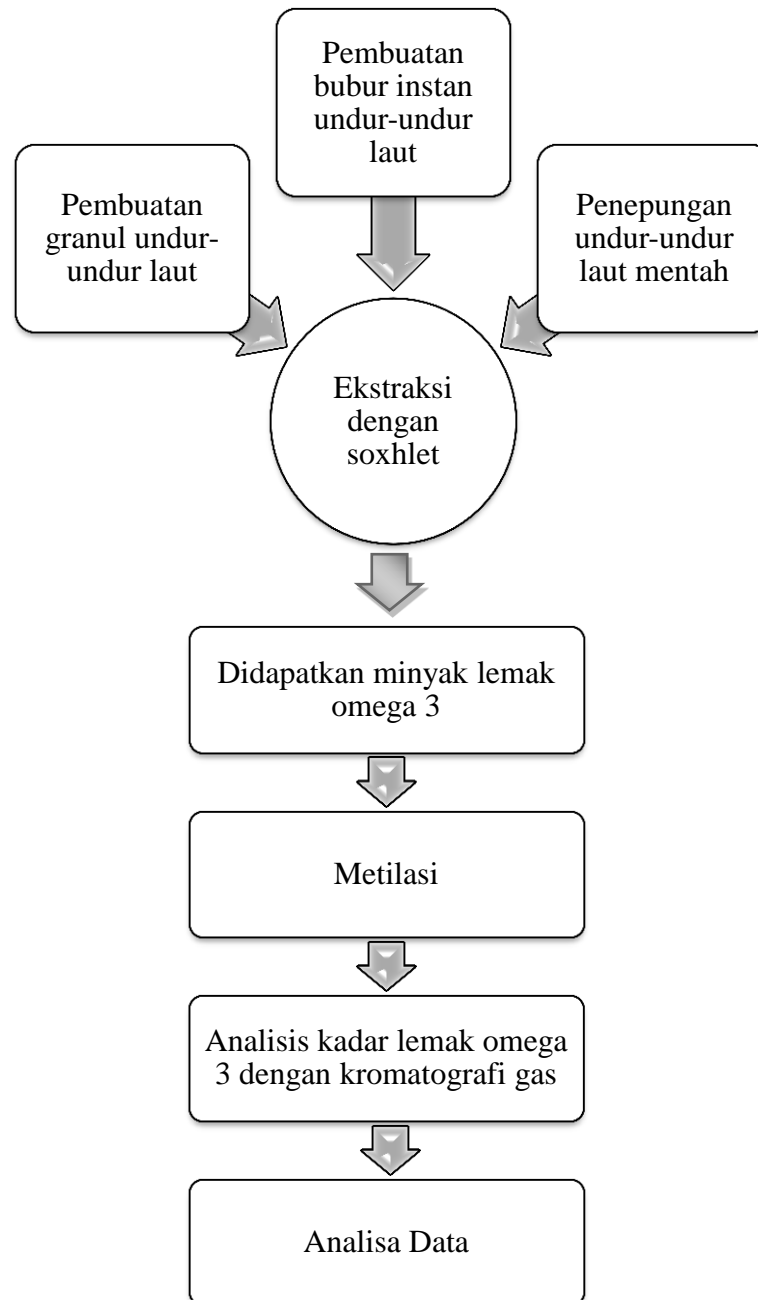 Pembuatan
bubur instan
undur-undur
laut
Pembuatan
granul undur-
undur laut
Penepungan
undur-undur
laut mentah
Ekstraksi
dengan
soxhlet
Didapatkan minyak lemak
omega 3
Metilasi
Analisis kadar lemak omega
3 dengan kromatografi gas
Analisa Data